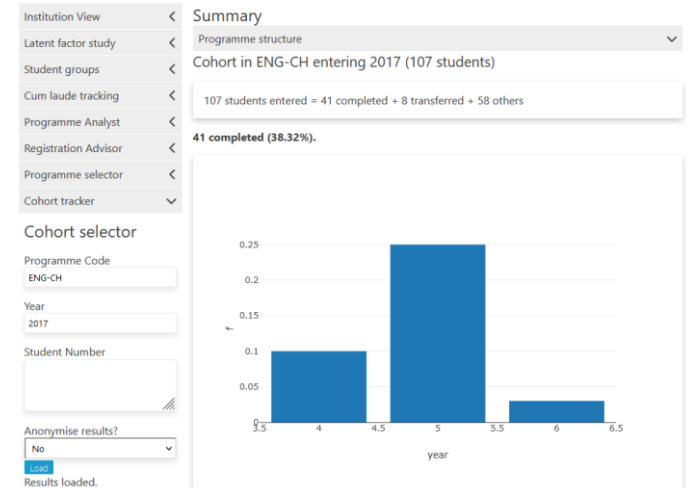 Institution View
Latent factor study
Student groups
Cum laude tracking
Programme Analyst
Registration Advisor
Programme selector
Cohort tracker
Cohort selector
Programme Code
ENG-CH
Year
2017
Student Number
Anonymise results?
No
Load
Results loaded.
Summary
Programme structure
Cohort in ENG-CH entering 2017 (107 students)
107 students entered = 41 completed + 8 transferred + 58 others
41 completed (38.32%).
0.25
0.2
0.15
f
0.1
0.05
0
3.5 4 4.5 5 5.5 6 6.5
year